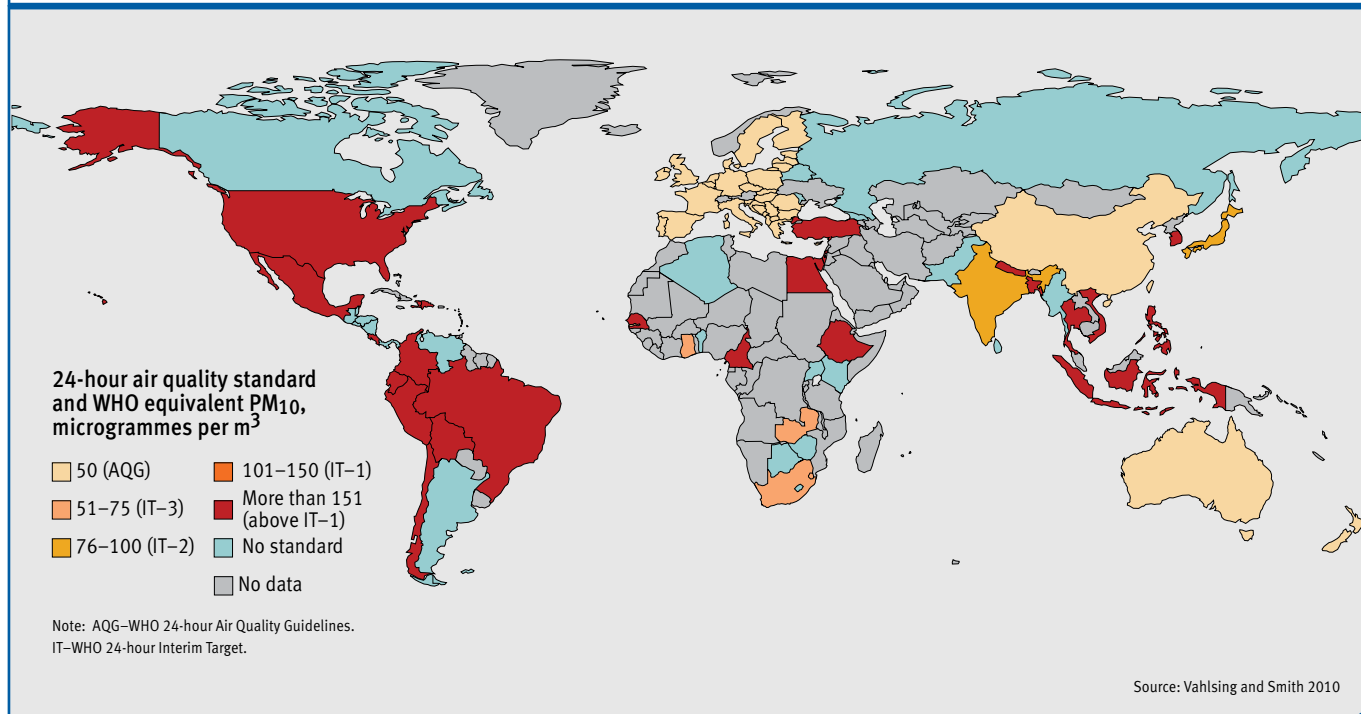 24-hour air quality standard
and WHO equivalent PM10,
microgrammes per m3
50 (AQG)
51–75 (IT–3)
76–100 (IT–2)
101–150 (IT–1)
More than 151
(above IT–1)
No standard
No data
Note: AQG–WHO 24-hour Air Quality Guidelines.
IT–WHO 24-hour Interim Target.
Source: Vahlsing and Smith 2010